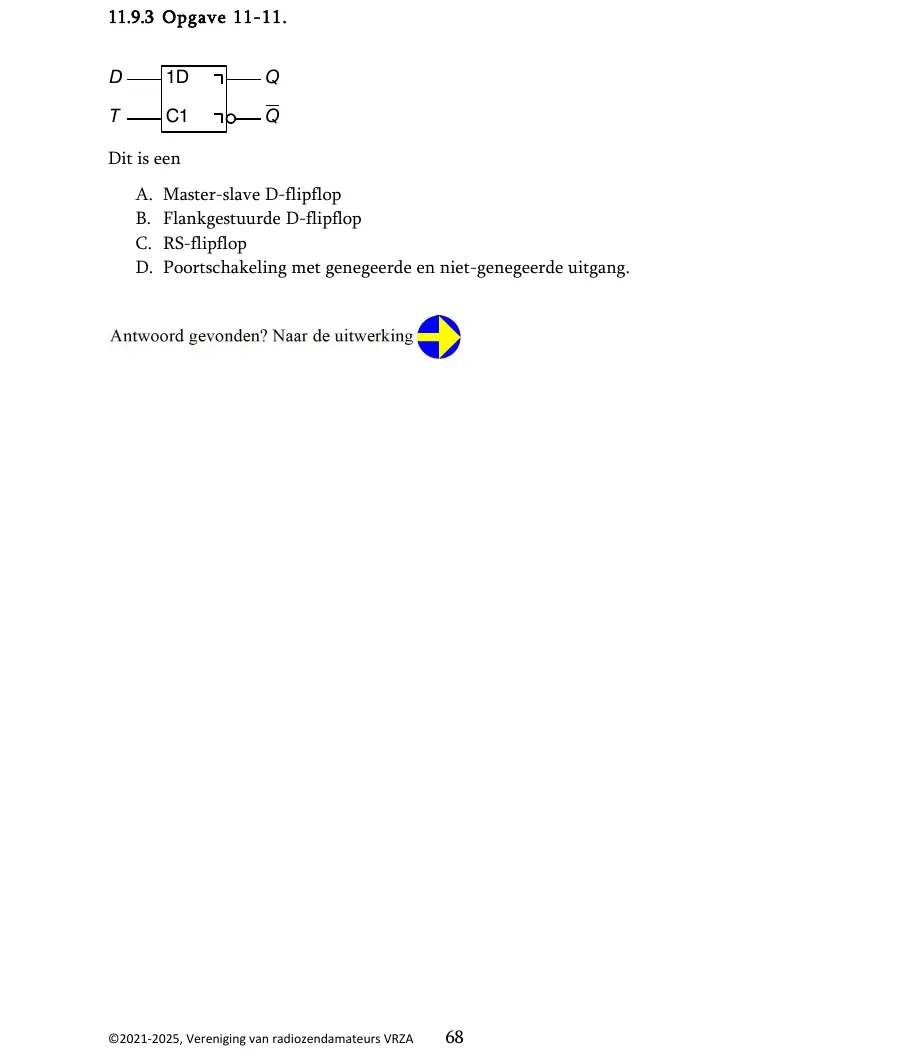 11.9.3 Opgave 11-11.
D 1D ㄱ Q
T C1 ㄱ Q̅
Dit is een
A. Master-slave D-flipflop
B. Flankgestuurde D-flipflop
C. RS-flipflop
D. Poortschakeling met genegeerde en niet-genegeerde uitgang.
Antwoord gevonden? Naar de uitwerking
©2021-2025, Vereniging van radiozendamateurs VRZA 68